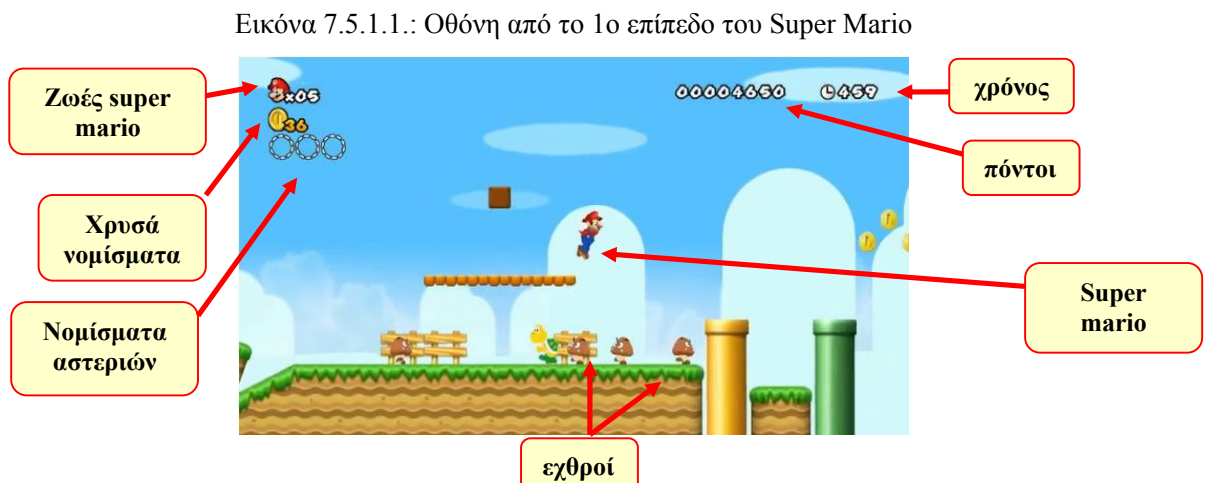 Εικόνα 7.5.1.1.: Οθόνη από το 1ο επίπεδο του Super Mario
Ζωές super
mario
x05
36
00004650
459
χρόνος
πόντοι
Χρυσά
νομίσματα
Νομίσματα
αστεριών
Super
mario
εχθροί